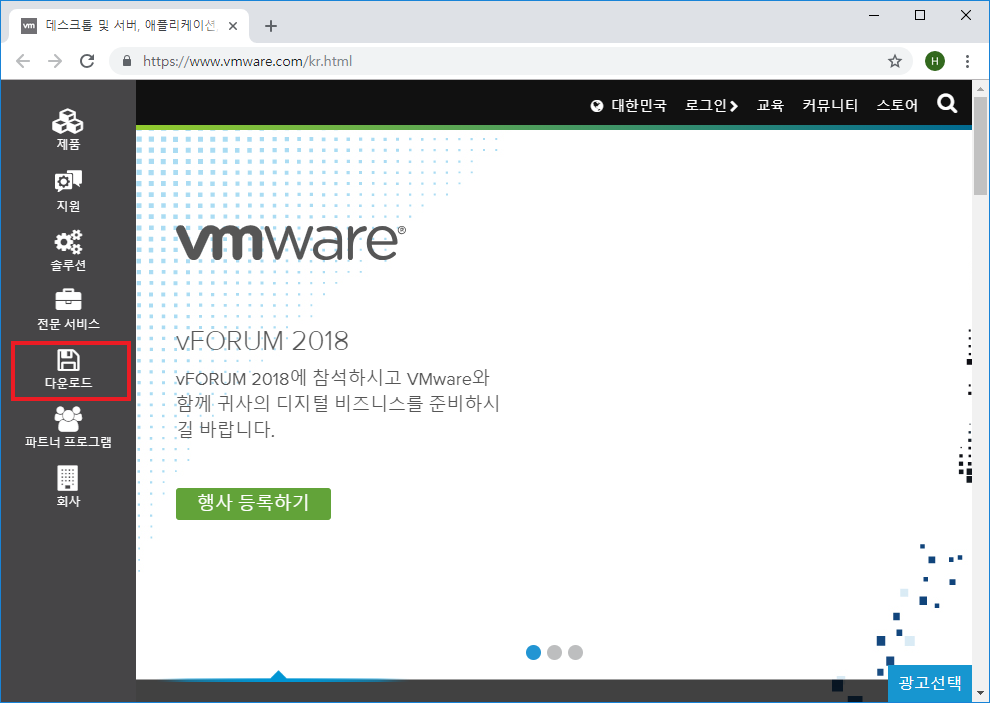 vm 데스크톱 및 서버, 애플리케이션,
https://www.vmware.com/kr.html
H
대한민국 로그인 교육 커뮤니티 스토어
제품
지원
솔루션
전문 서비스
다운로드
파트너 프로그램
회사
vmware®
vFORUM 2018
vFORUM 2018에 참석하시고 VMware와
함께 귀사의 디지털 비즈니스를 준비하시
길 바랍니다.
행사 등록하기
광고선택